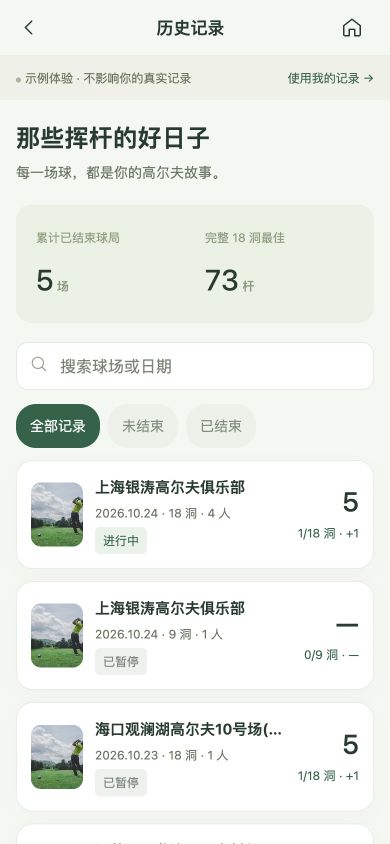 历史记录
示例体验 · 不影响你的真实记录
使用我的记录 →
那些挥杆的好日子
每一场球，都是你的高尔夫故事。
累计已结束球局
完整 18 洞最佳
5 场
73 杆
搜索球场或日期
全部记录
未结束
已结束
上海银涛高尔夫俱乐部
2026.10.24 · 18 洞 · 4 人
进行中
5
1/18 洞 · +1
上海银涛高尔夫俱乐部
2026.10.24 · 9 洞 · 1 人
已暂停
—
0/9 洞 · —
海口观澜湖高尔夫10号场(...
2026.10.23 · 18 洞 · 1 人
已暂停
5
1/18 洞 · +1